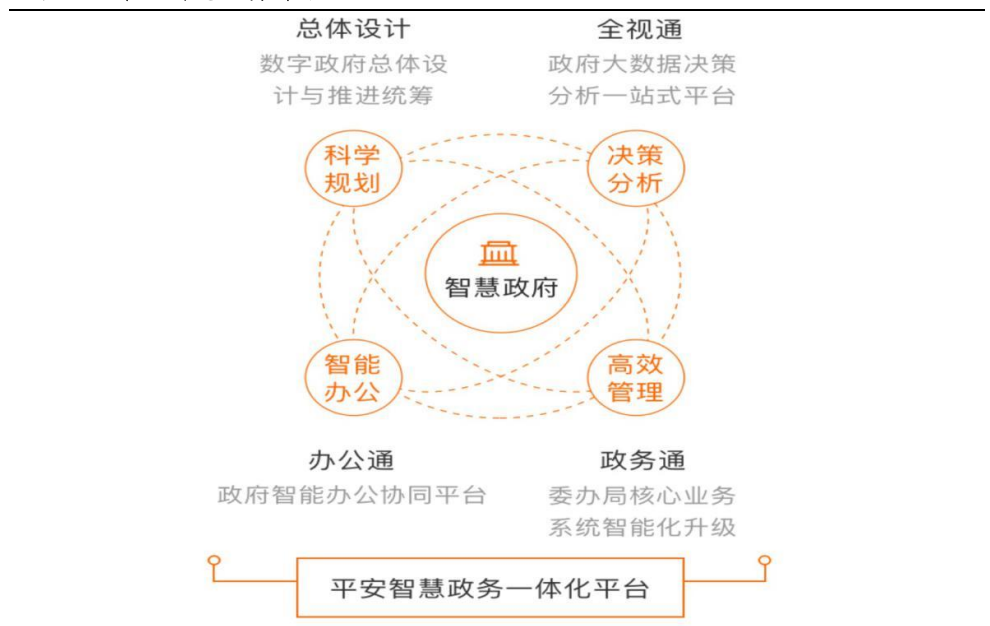 总体设计
数字政府总体设
计与推进统筹
全视通
政府大数据决策
分析一站式平台
科学
规划
决策
分析
智慧政府
智能
办公
高效
管理
办公通
政府智能办公协同平台
政务通
委办局核心业务
系统智能化升级
平安智慧政务一体化平台